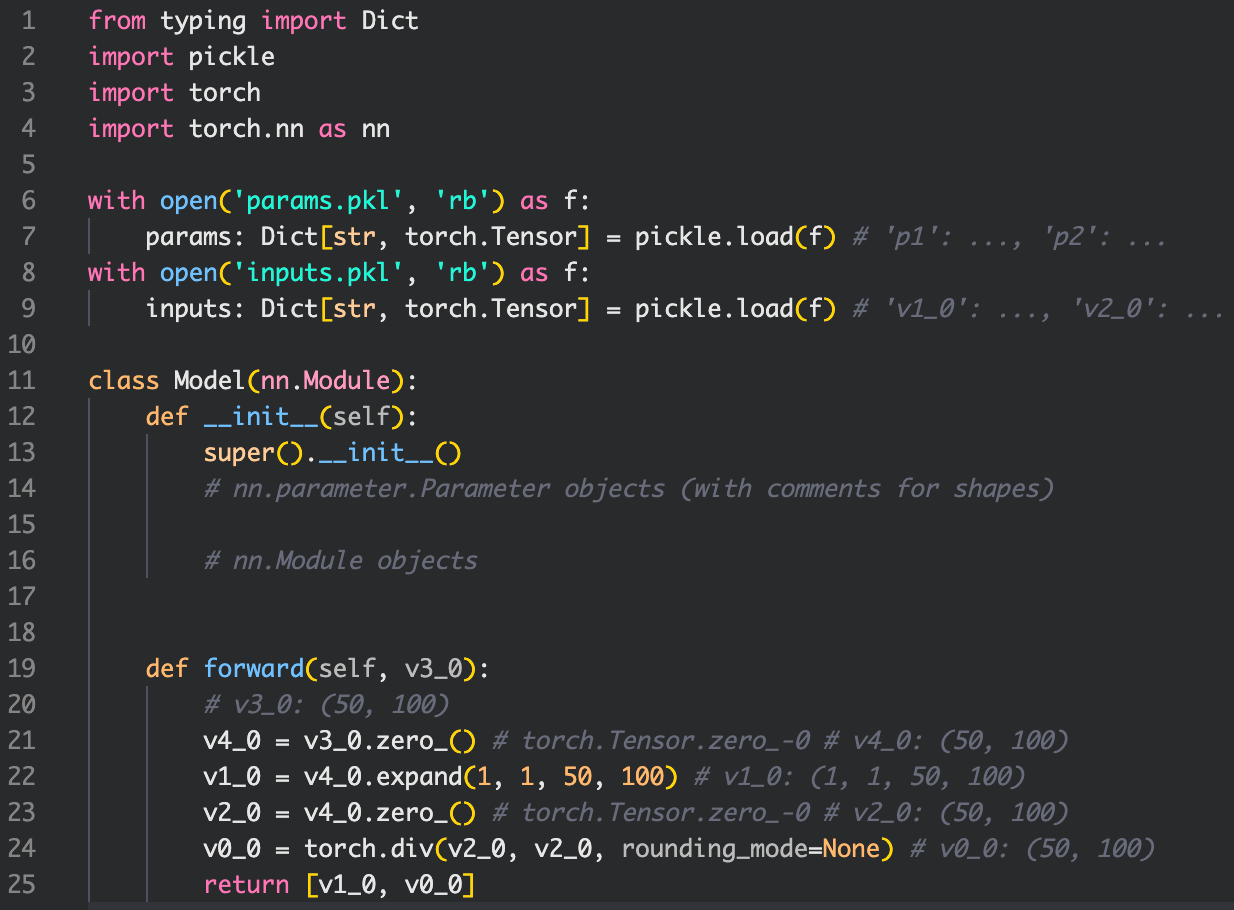 1 from typing import Dict
2 import pickle
3 import torch
4 import torch.nn as nn
5
6 with open('params.pkl', 'rb') as f:
7     params: Dict[str, torch.Tensor] = pickle.load(f) # 'p1': ..., 'p2': ...
8 with open('inputs.pkl', 'rb') as f:
9     inputs: Dict[str, torch.Tensor] = pickle.load(f) # 'v1_0': ..., 'v2_0': ...
10
11 class Model(nn.Module):
12     def __init__(self):
13         super().__init__()
14         # nn.parameter.Parameter objects (with comments for shapes)
15
16         # nn.Module objects
17
18
19     def forward(self, v3_0):
20         # v3_0: (50, 100)
21         v4_0 = v3_0.zero_() # torch.Tensor.zero_-0 # v4_0: (50, 100)
22         v1_0 = v4_0.expand(1, 1, 50, 100) # v1_0: (1, 1, 50, 100)
23         v2_0 = v4_0.zero_() # torch.Tensor.zero_-0 # v2_0: (50, 100)
24         v0_0 = torch.div(v2_0, v2_0, rounding_mode=None) # v0_0: (50, 100)
25         return [v1_0, v0_0]